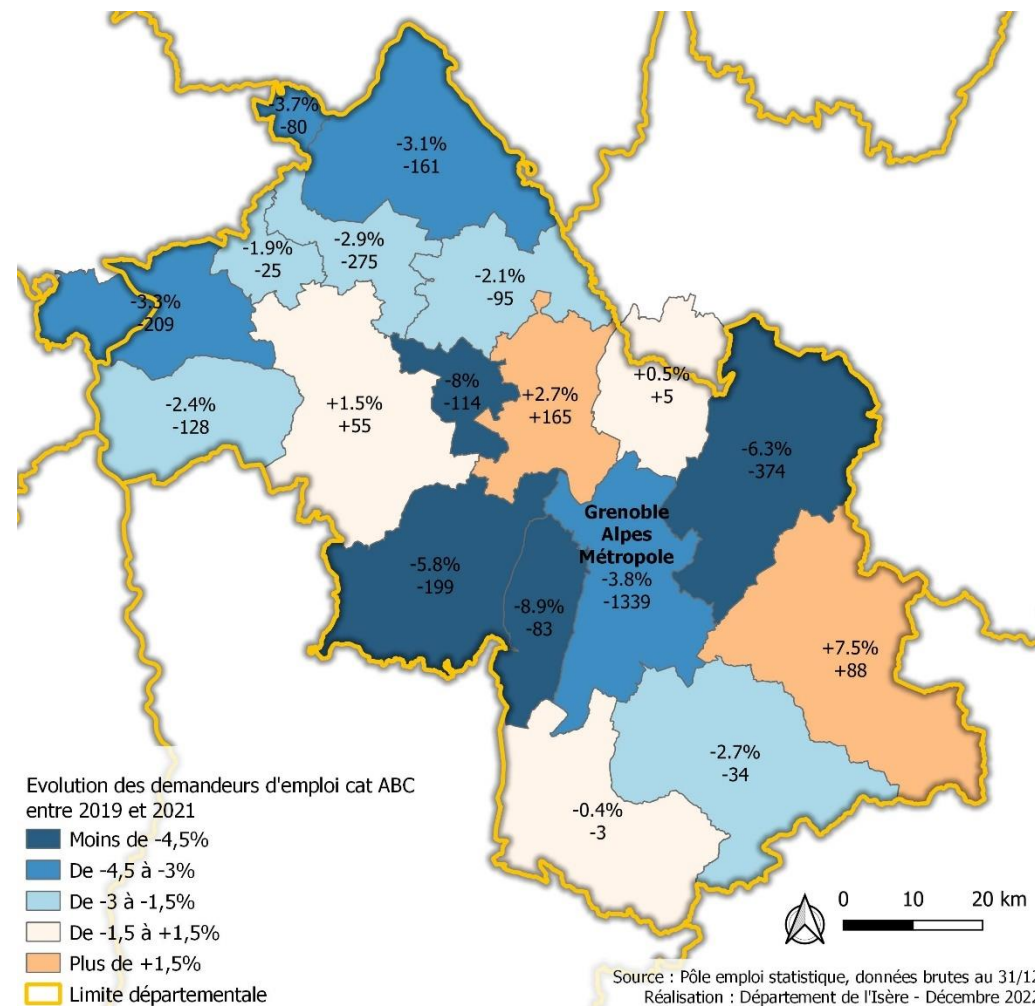 -3.7%
-80
-3.1%
-161
-1.9%
-25
-2.9%
-275
-2.1%
-95
-3.3%
-209
-2.4%
-128
+1.5%
+55
-8%
-114
+2.7%
+165
+0.5%
+5
-6.3%
-374
Grenoble
Alpes
Métropole
-3.8%
-1339
-5.8%
-199
-8.9%
-83
+7.5%
+88
-2.7%
-34
-0.4%
-3
Evolution des demandeurs d'emploi cat ABC
entre 2019 et 2021
Moins de -4,5%
De -4,5 à -3%
De -3 à -1,5%
De -1,5 à +1,5%
Plus de +1,5%
Limite départementale
0 10 20 km
Source : Pôle emploi statistique, données brutes au 31/12
Réalisation : Département de l'Isère - Décembre